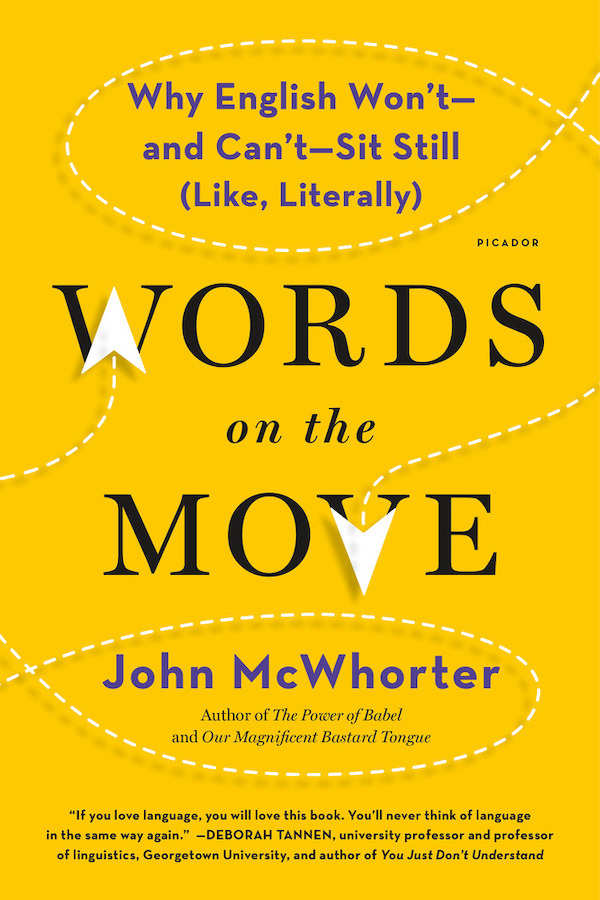 Why English Won't—
and Can't—Sit Still
(Like, Literally)
PICADOR
WORDS
on the
MOVE
John McWhorter
Author of The Power of Babel
and Our Magnificent Bastard Tongue
“If you love language, you will love this book. You'll never think of language
in the same way again.” —DEBORAH TANNEN, university professor and professor
of linguistics, Georgetown University, and author of You Just Don't Understand